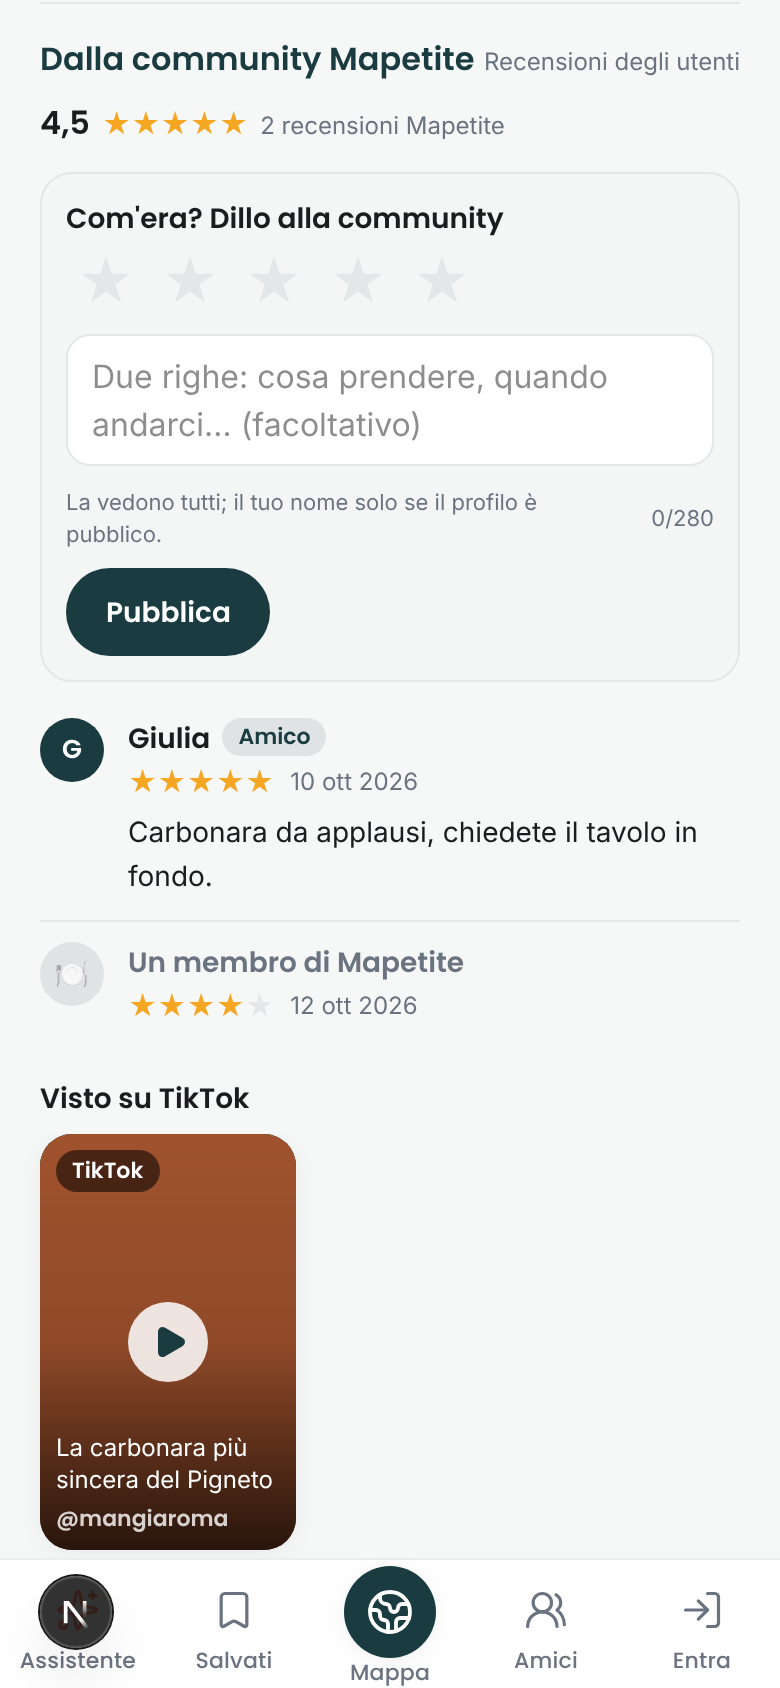 Dalla community Mapetite Recensioni degli utenti
4,5 ★★★★★ 2 recensioni Mapetite
Com'era? Dillo alla community
Due righe: cosa prendere, quando
andarci... (facoltativo)
La vedono tutti; il tuo nome solo se il profilo è
pubblico.
0/280
Pubblica
G
Giulia Amico
★★★★★ 10 ott 2026
Carbonara da applausi, chiedete il tavolo in
fondo.
Un membro di Mapetite
★★★★★ 12 ott 2026
Visto su TikTok
TikTok
La carbonara più
sincera del Pigneto
@mangiaroma
N
Assistente
Salvati
Mappa
Amici
Entra